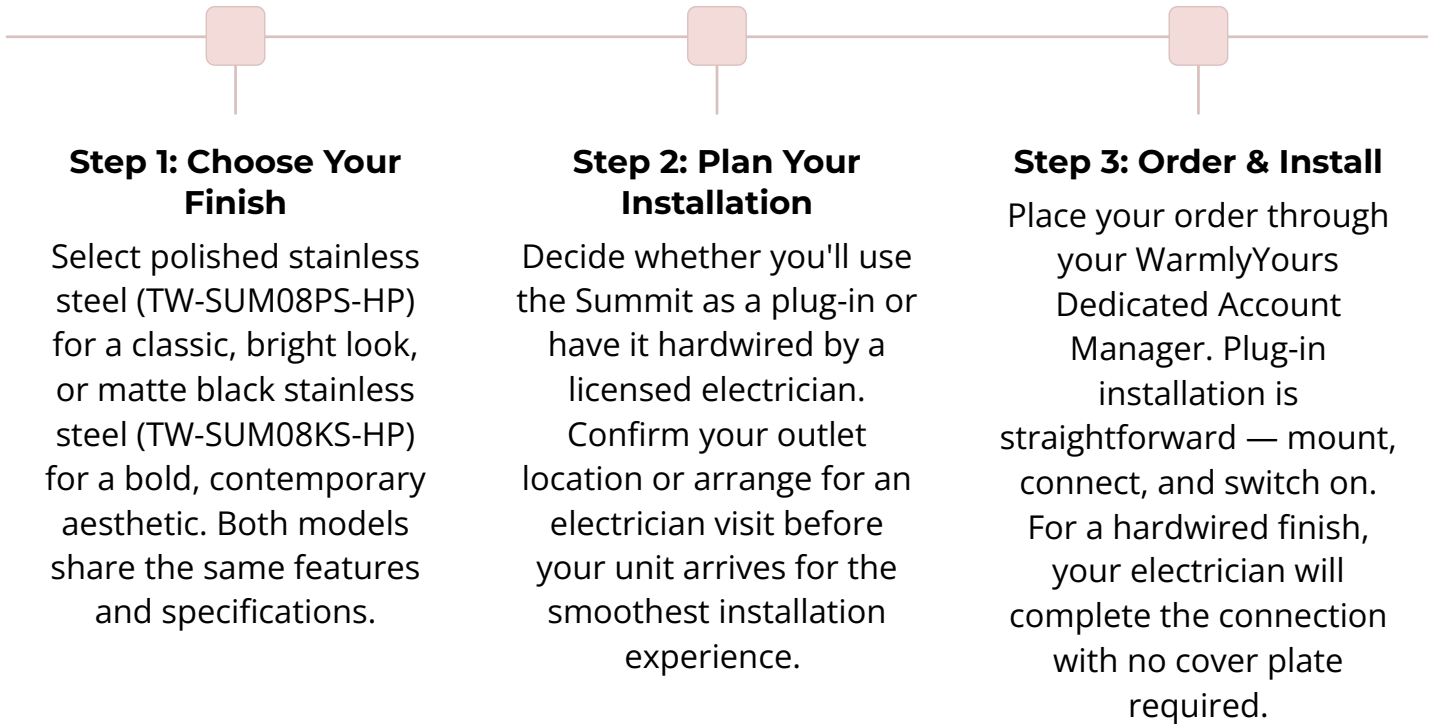 Step 1: Choose Your
Finish
Select polished stainless
steel (TW-SUM08PS-HP)
for a classic, bright look,
or matte black stainless
steel (TW-SUM08KS-HP)
for a bold, contemporary
aesthetic. Both models
share the same features
and specifications.
Step 2: Plan Your
Installation
Decide whether you'll use
the Summit as a plug-in or
have it hardwired by a
licensed electrician.
Confirm your outlet
location or arrange for an
electrician visit before
your unit arrives for the
smoothest installation
experience.
Step 3: Order & Install
Place your order through
your WarmlyYours
Dedicated Account
Manager. Plug-in
installation is
straightforward — mount,
connect, and switch on.
For a hardwired finish,
your electrician will
complete the connection
with no cover plate
required.